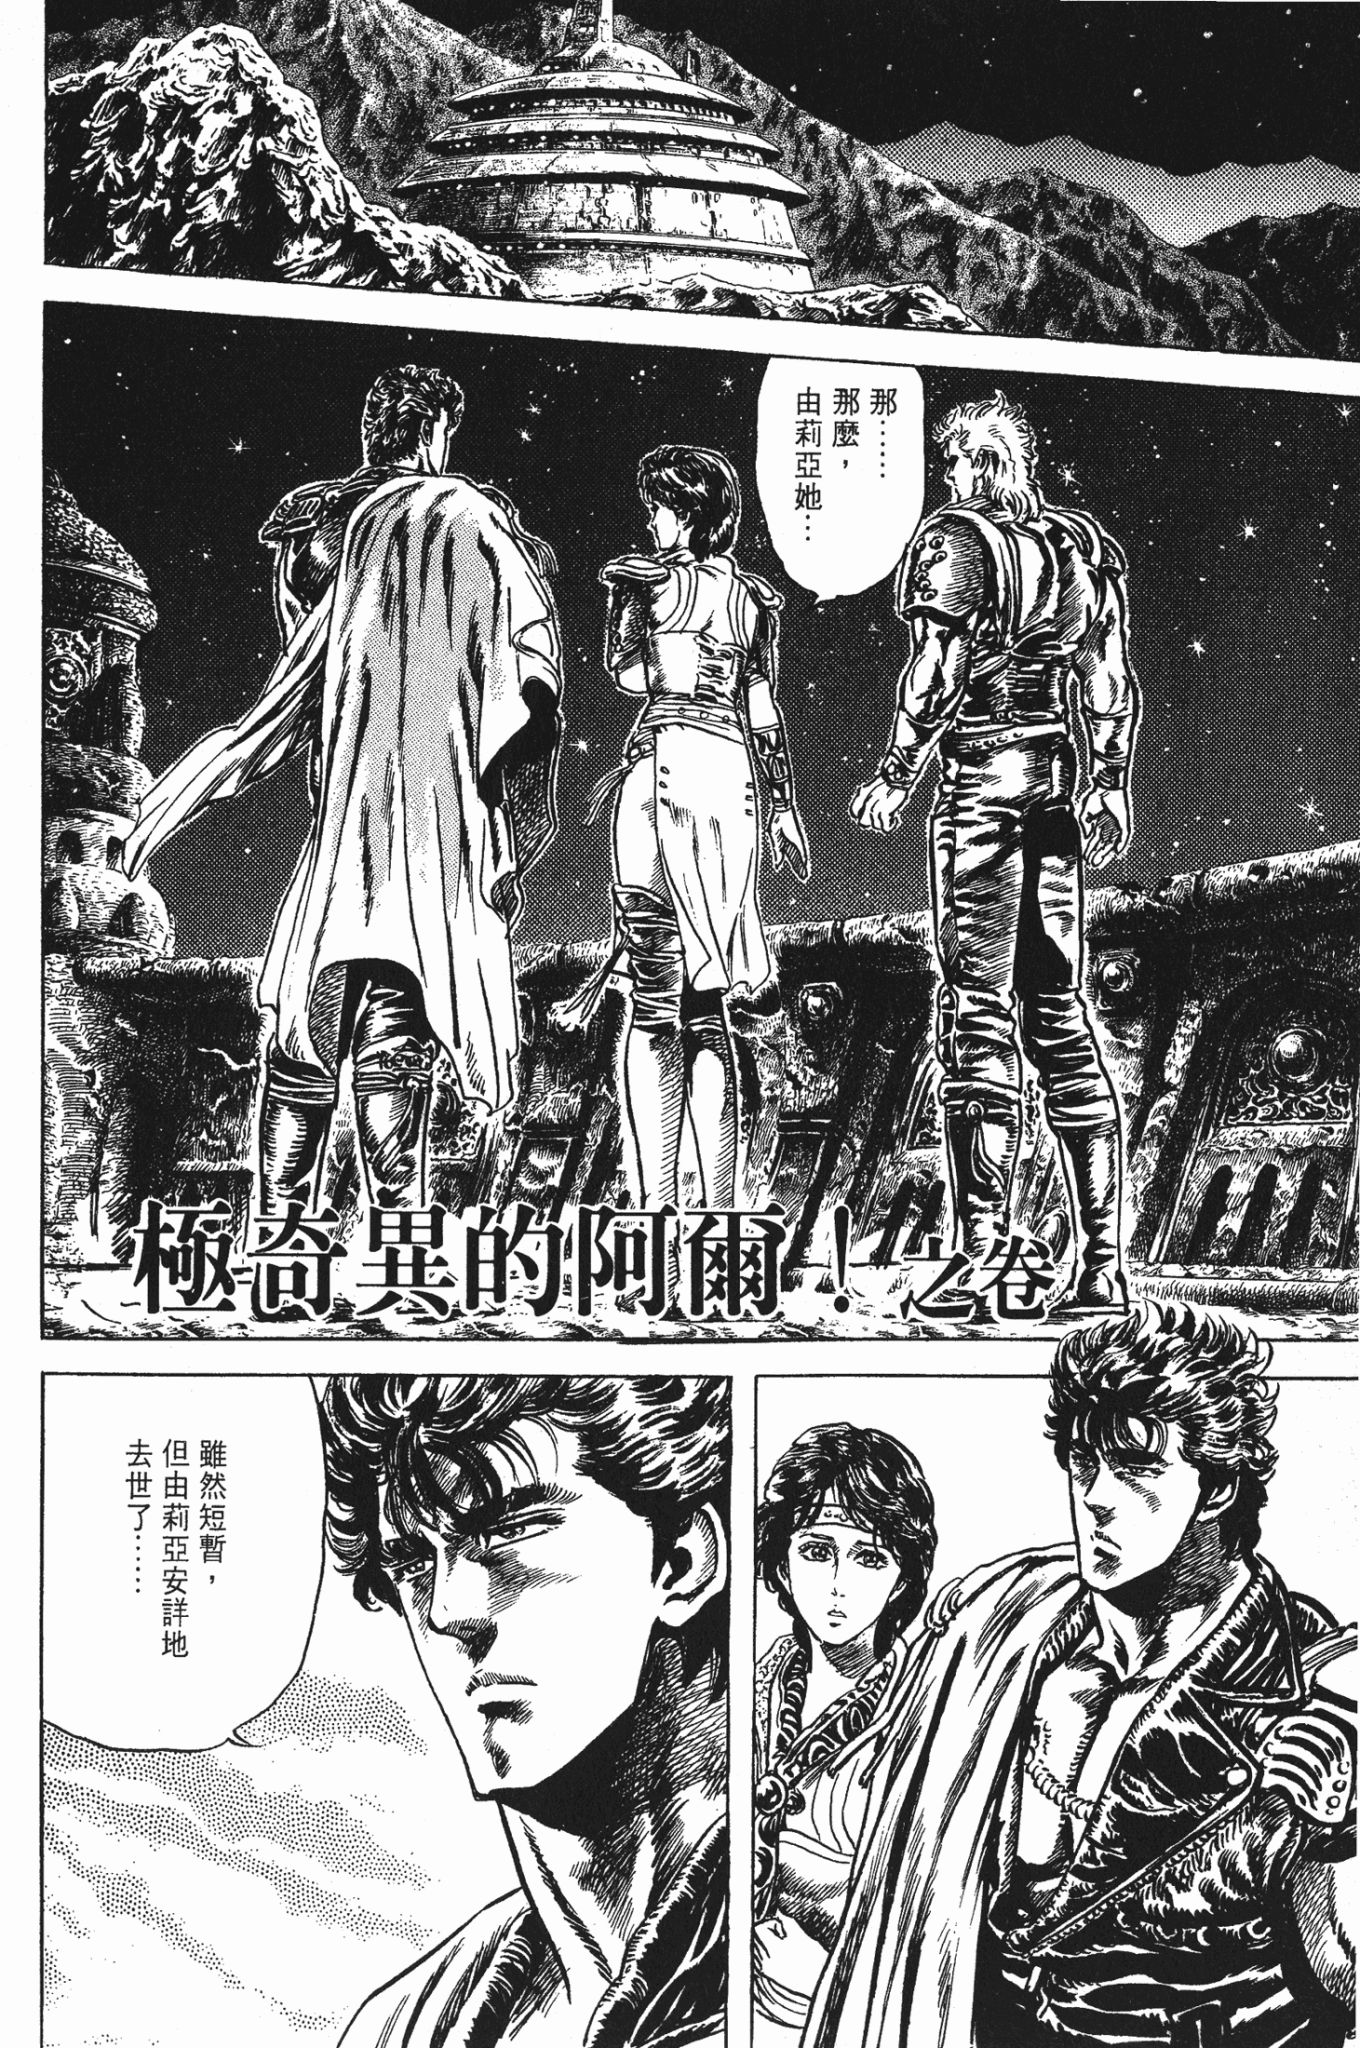 那……
那麼，
由莉亞她…
極奇異的阿爾！之卷
雖然短暫，
但由莉亞安詳地
去世了……